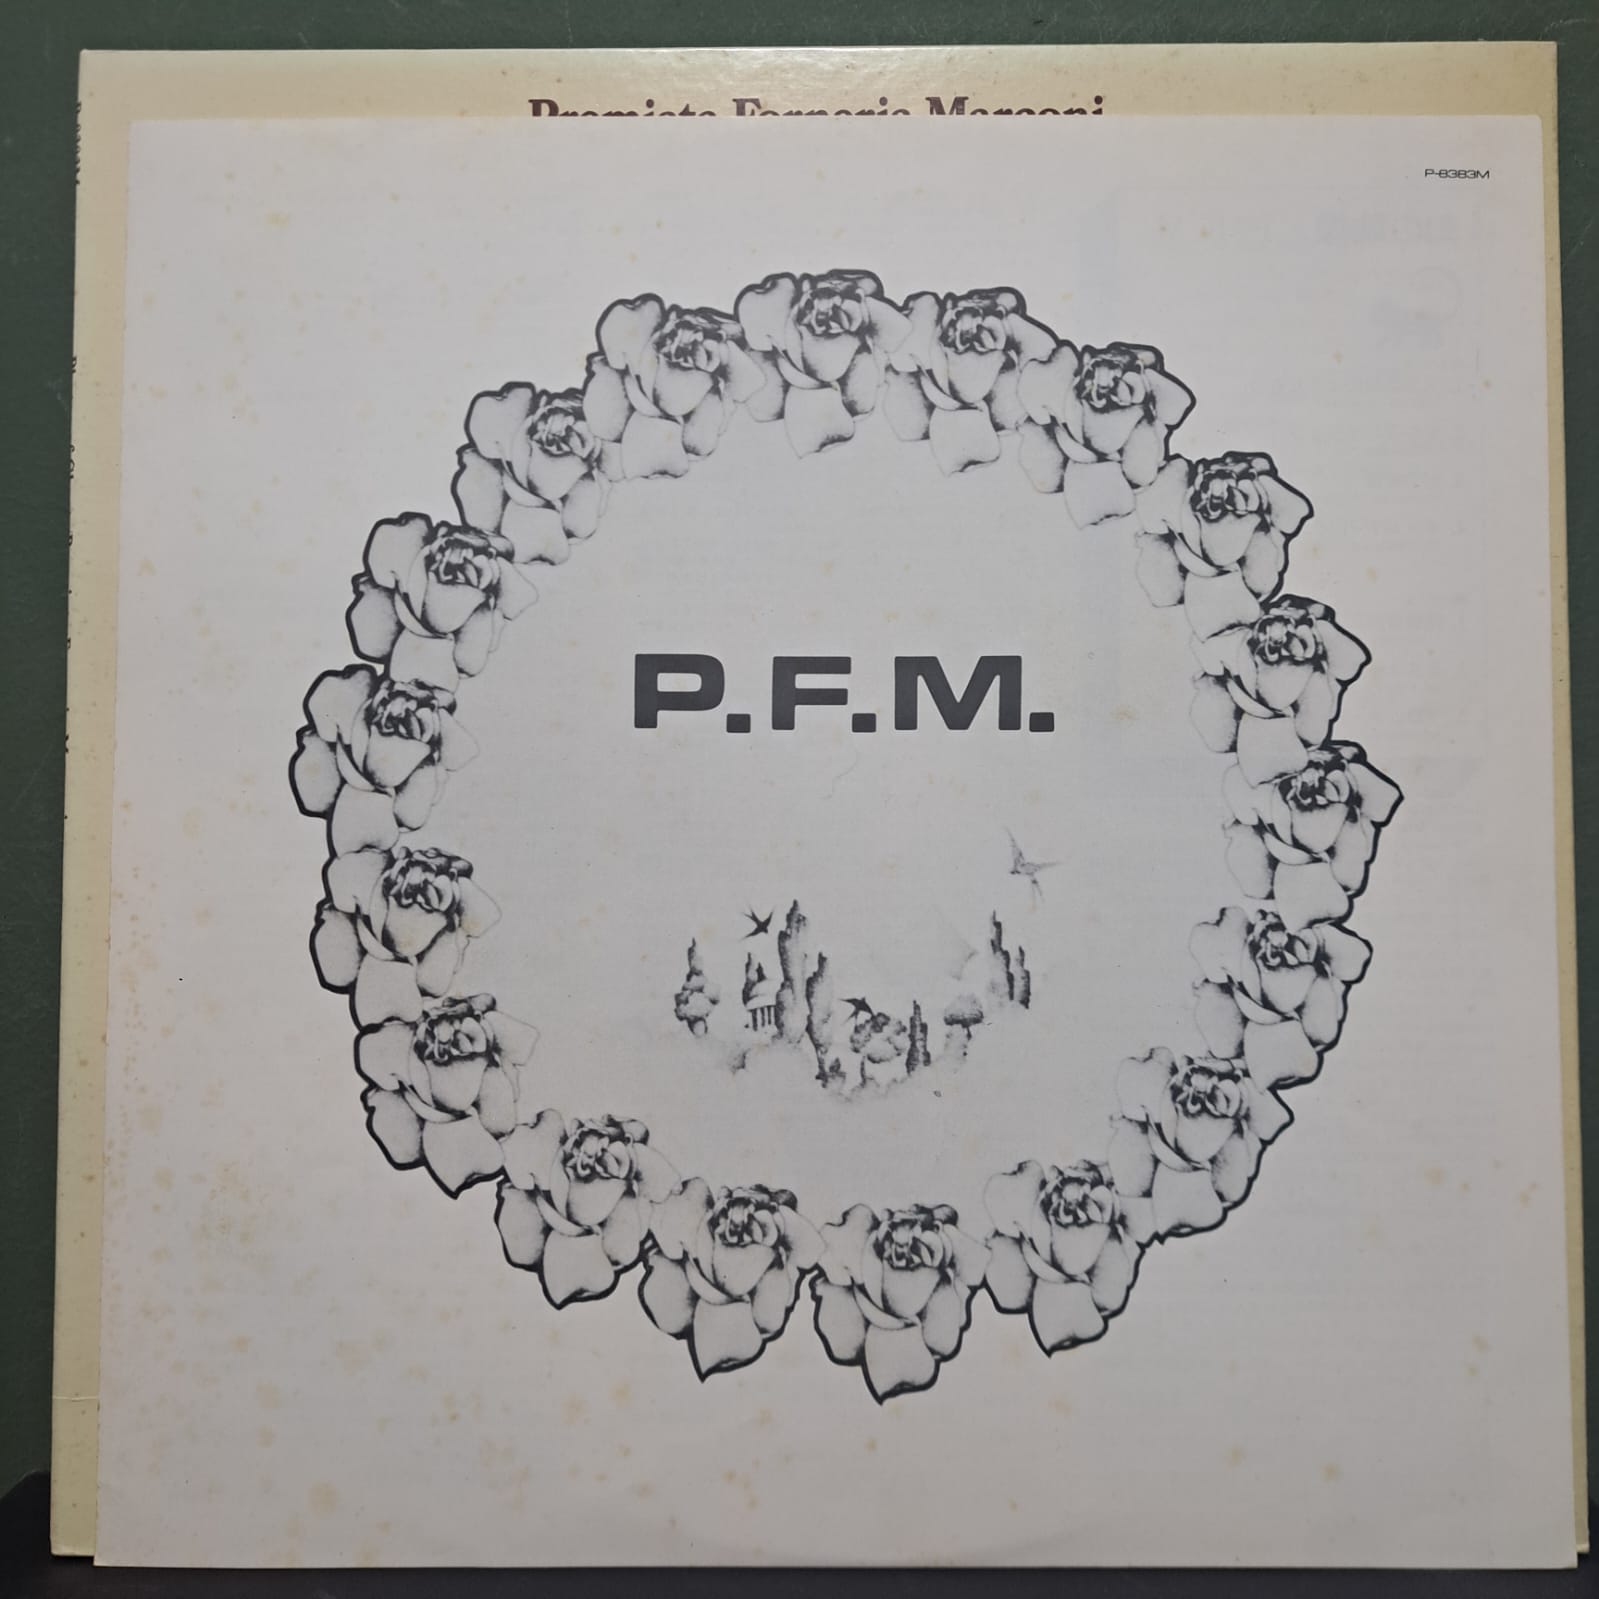 Premiata Forneria Marconi
P-8383M
P.F.M.